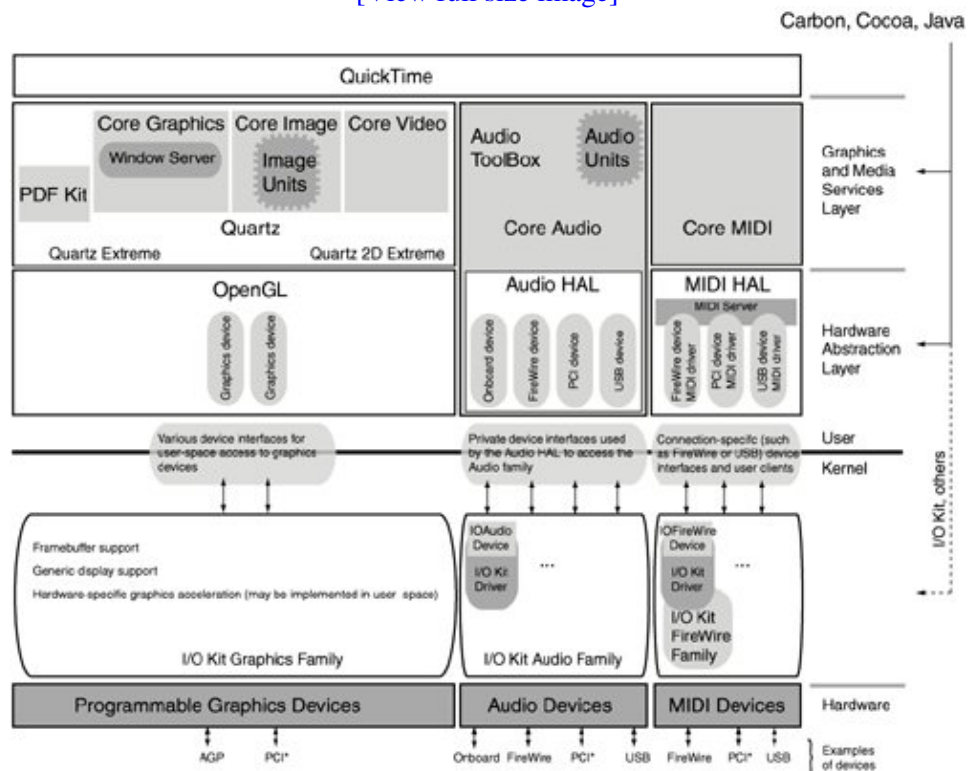 [View full size image]
Carbon, Cocoa, Java
QuickTime
Core Graphics
Window Server
Core Image
Image
Units
Core Video
PDF Kit
Quartz
Quartz Extreme
Quartz 2D Extreme
Audio
ToolBox
Audio
Units
Core Audio
Core MIDI
Graphics
and Media
Services
Layer
OpenGL
Graphics device
Graphics device
Audio HAL
Onboard device
FireWire device
PCI device
USB device
MIDI HAL
MIDI Server
FireWire device
MIDI driver
PCI device
MIDI driver
USB device
MIDI driver
Hardware
Abstraction
Layer
Various device interfaces for
user-space access to graphics
devices
Private device interfaces used
by the Audio HAL to access the
Audio family
Connection-specific (such
as FireWire or USB) device
interfaces and user clients
User
Kernel
I/O Kit, others
Framebuffer support
Generic display support
Hardware-specific graphics acceleration (may be implemented in user space)
I/O Kit Graphics Family
IOAudio
Device
I/O Kit
Driver
...
I/O Kit Audio Family
IOFireWire
Device
I/O Kit
Driver
...
I/O Kit
FireWire
Family
Programmable Graphics Devices
Audio Devices
MIDI Devices
Hardware
AGP
PCI*
Onboard
FireWire
PCI*
USB
FireWire
PCI*
USB
Examples
of devices